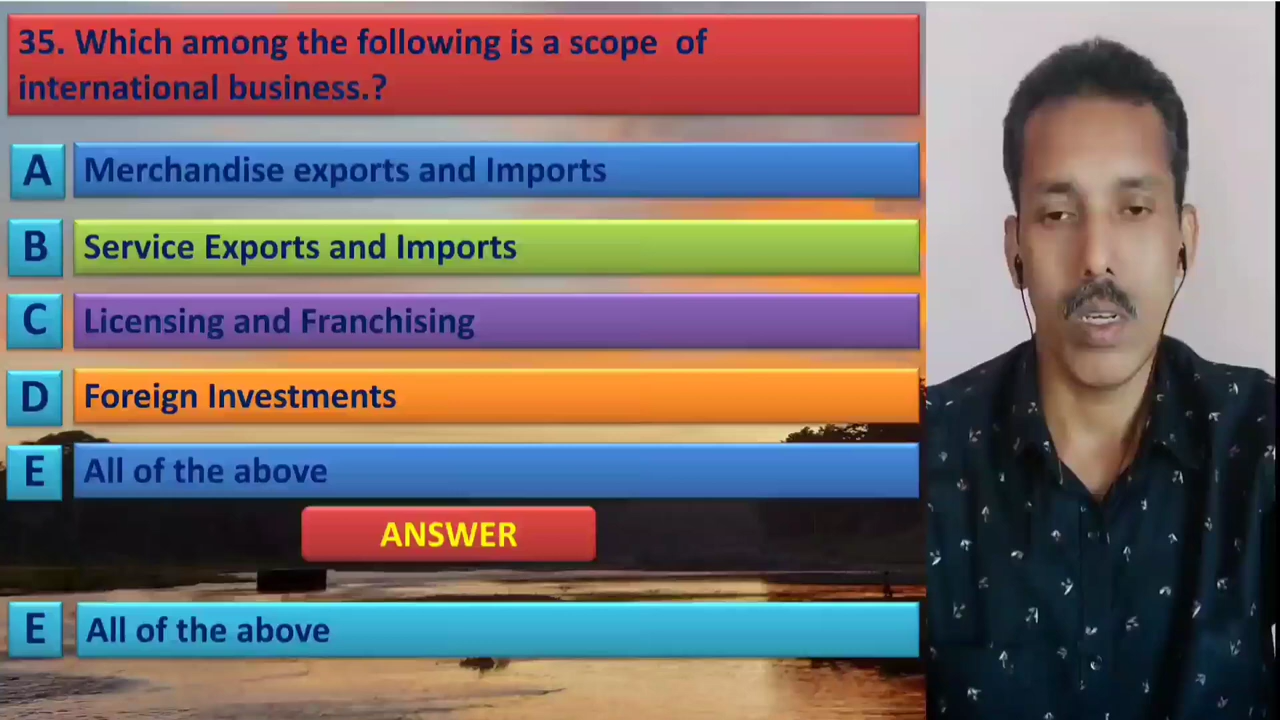 35. Which among the following is a scope of
international business.?
A Merchandise exports and Imports
B Service Exports and Imports
C Licensing and Franchising
D Foreign Investments
E All of the above
ANSWER
E All of the above